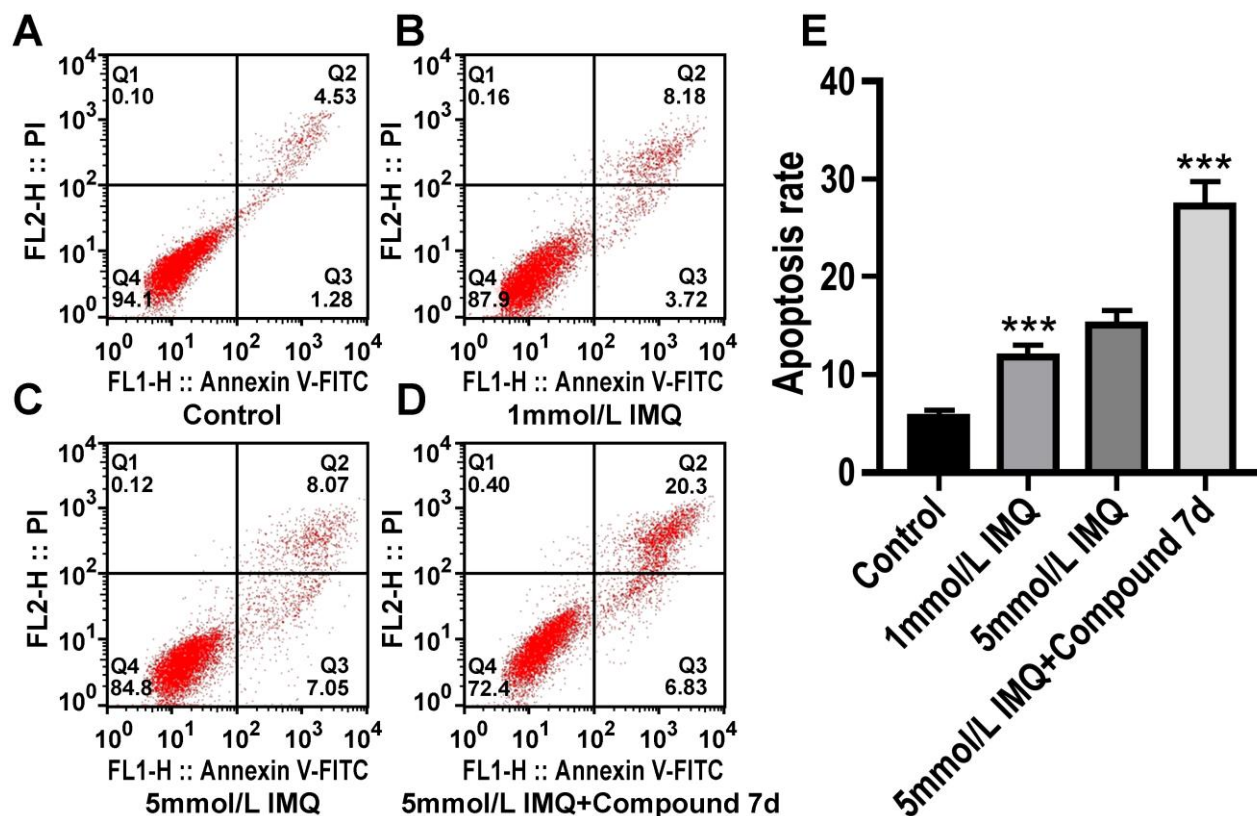 A
10⁴
10³
10²
10¹
10⁰
FL2-H :: PI
Q1
0.10
Q2
4.53
Q4
94.1
Q3
1.28
10⁰ 10¹ 10² 10³ 10⁴
FL1-H :: Annexin V-FITC
Control
B
10⁴
10³
10²
10¹
10⁰
FL2-H :: PI
Q1
0.16
Q2
8.18
Q4
87.9
Q3
3.72
10⁰ 10¹ 10² 10³ 10⁴
FL1-H :: Annexin V-FITC
1mmol/L IMQ
C
10⁴
10³
10²
10¹
10⁰
FL2-H :: PI
Q1
0.12
Q2
8.07
Q4
84.8
Q3
7.05
10⁰ 10¹ 10² 10³ 10⁴
FL1-H :: Annexin V-FITC
5mmol/L IMQ
D
10⁴
10³
10²
10¹
10⁰
FL2-H :: PI
Q1
0.40
Q2
20.3
Q4
72.4
Q3
6.83
10⁰ 10¹ 10² 10³ 10⁴
FL1-H :: Annexin V-FITC
5mmol/L IMQ+Compound 7d
E
Apoptosis rate
40
30
20
10
0
***
***
Control
1mmol/L IMQ
5mmol/L IMQ
5mmol/L IMQ+Compound 7d